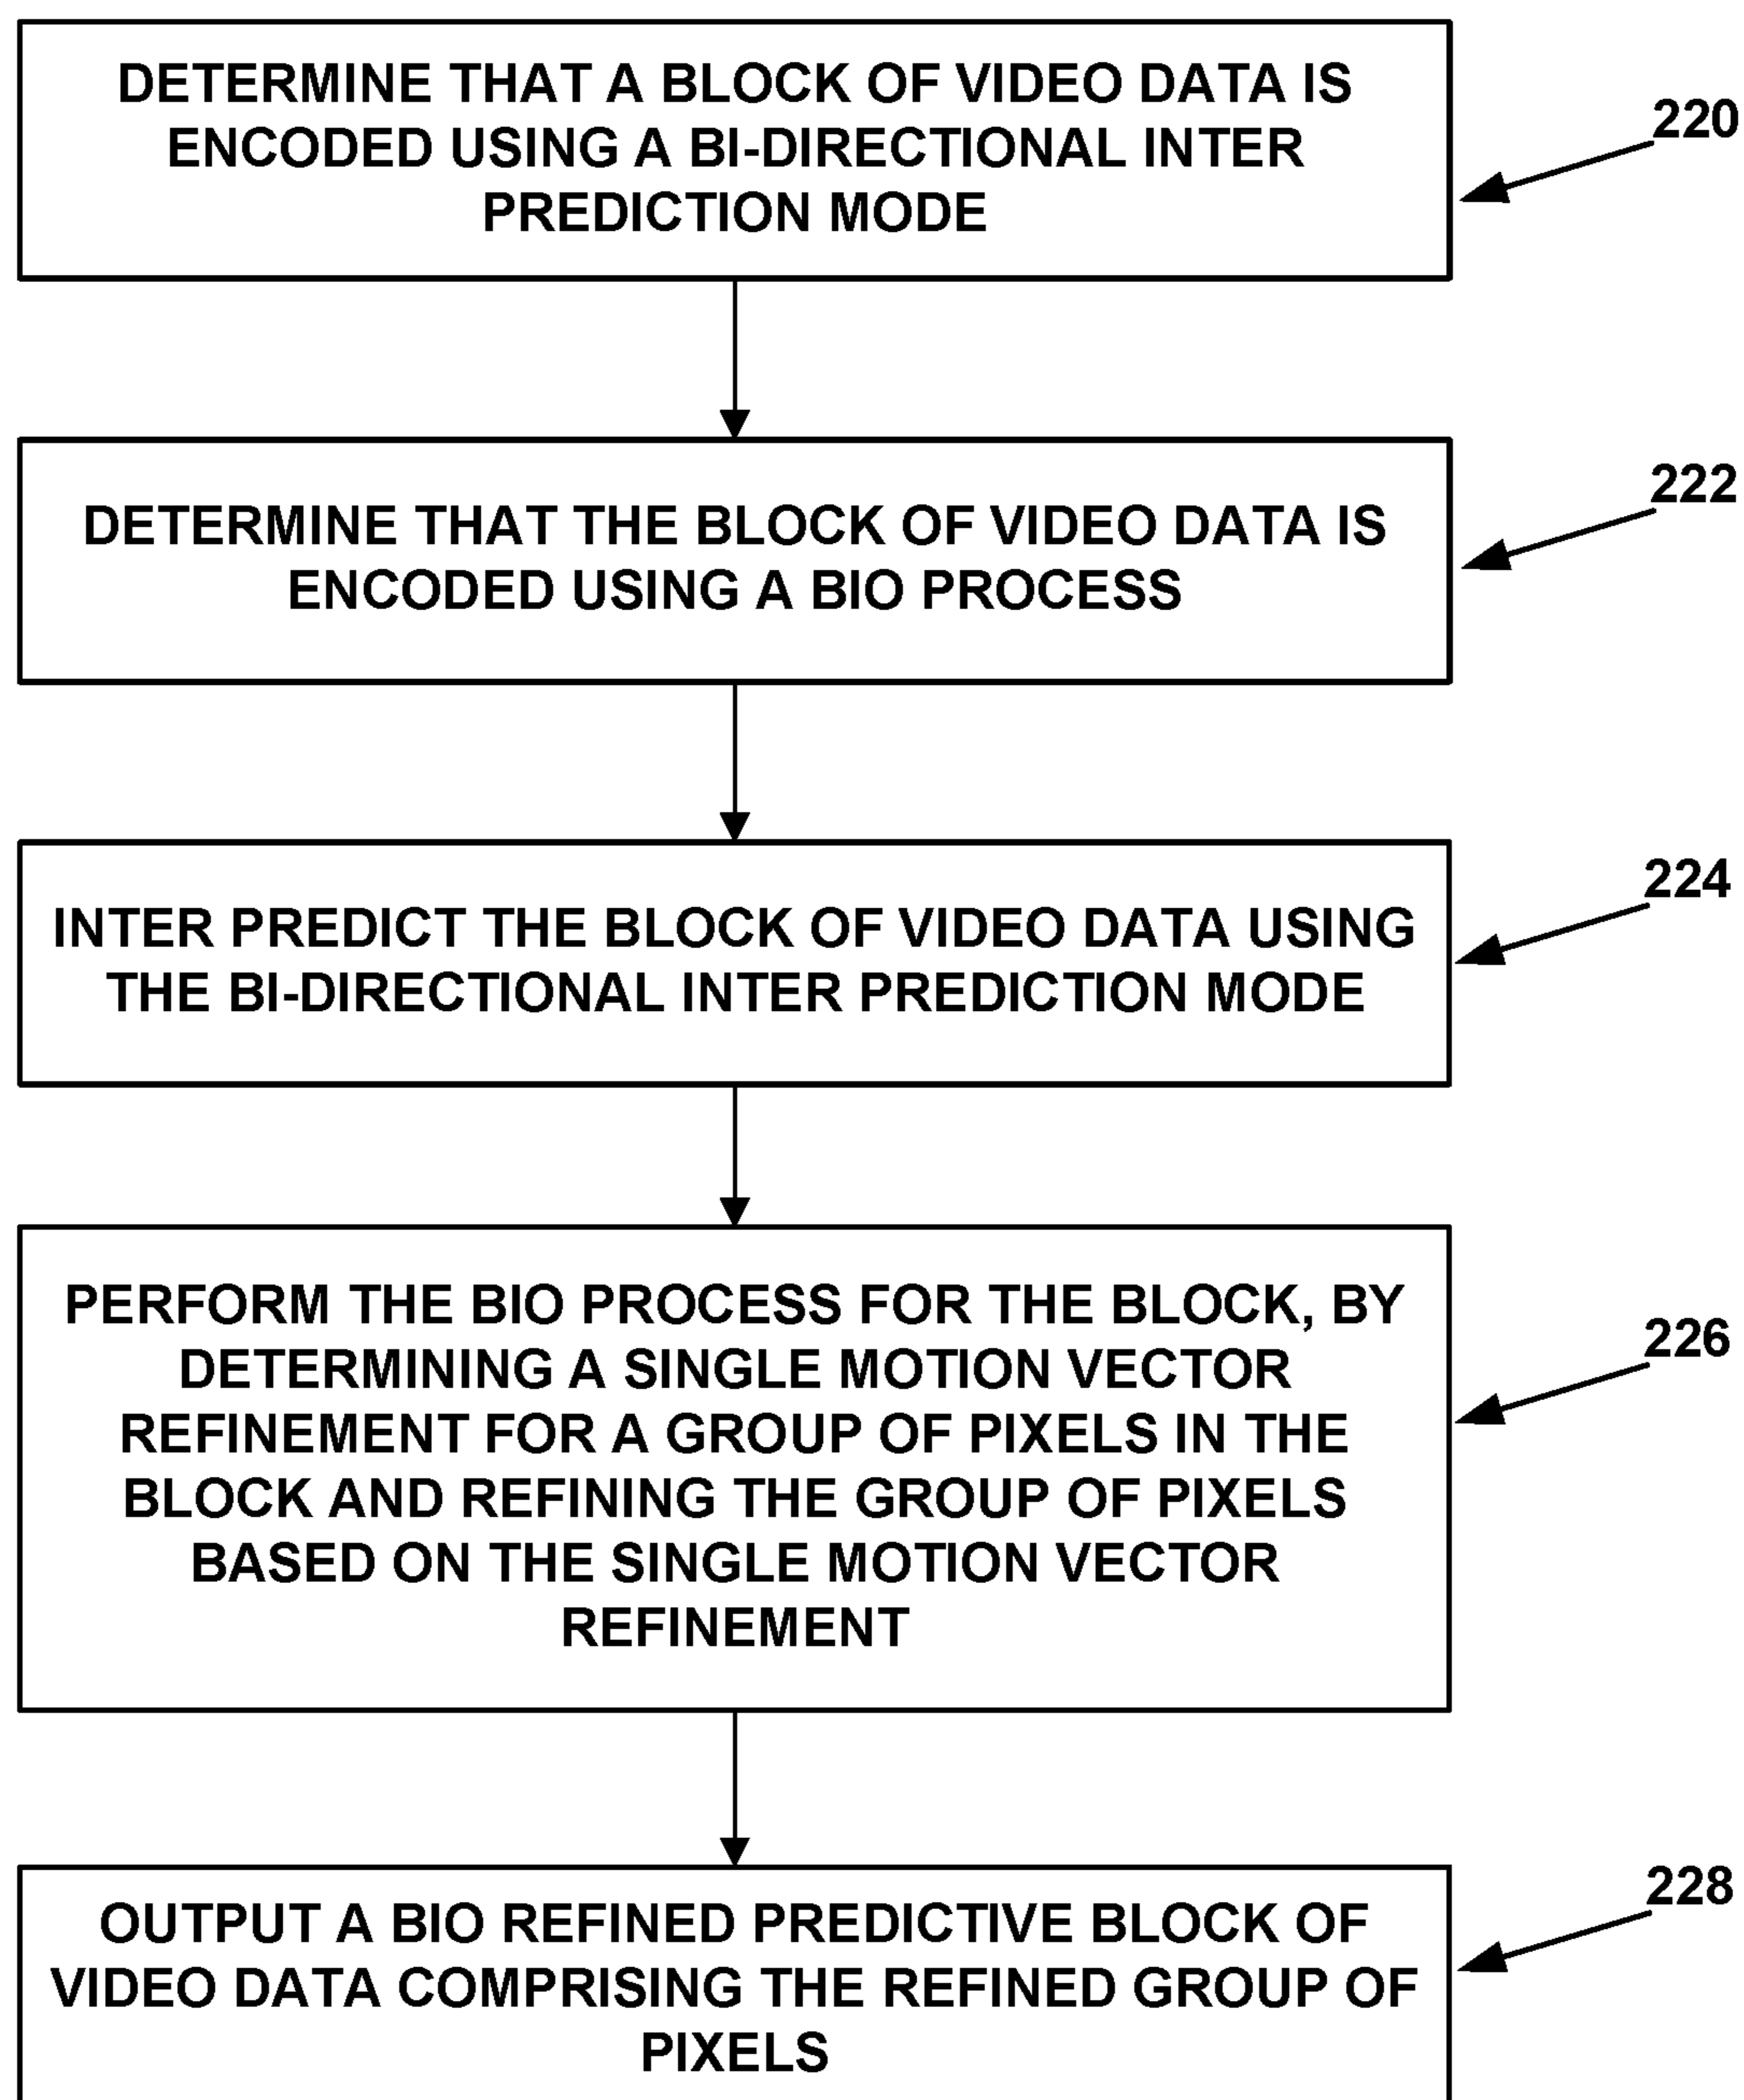 DETERMINE THAT A BLOCK OF VIDEO DATA IS
ENCODED USING A BI-DIRECTIONAL INTER
PREDICTION MODE
220
DETERMINE THAT THE BLOCK OF VIDEO DATA IS
ENCODED USING A BIO PROCESS
222
INTER PREDICT THE BLOCK OF VIDEO DATA USING
THE BI-DIRECTIONAL INTER PREDICTION MODE
224
PERFORM THE BIO PROCESS FOR THE BLOCK, BY
DETERMINING A SINGLE MOTION VECTOR
REFINEMENT FOR A GROUP OF PIXELS IN THE
BLOCK AND REFINING THE GROUP OF PIXELS
BASED ON THE SINGLE MOTION VECTOR
REFINEMENT
226
OUTPUT A BIO REFINED PREDICTIVE BLOCK OF
VIDEO DATA COMPRISING THE REFINED GROUP OF
PIXELS
228